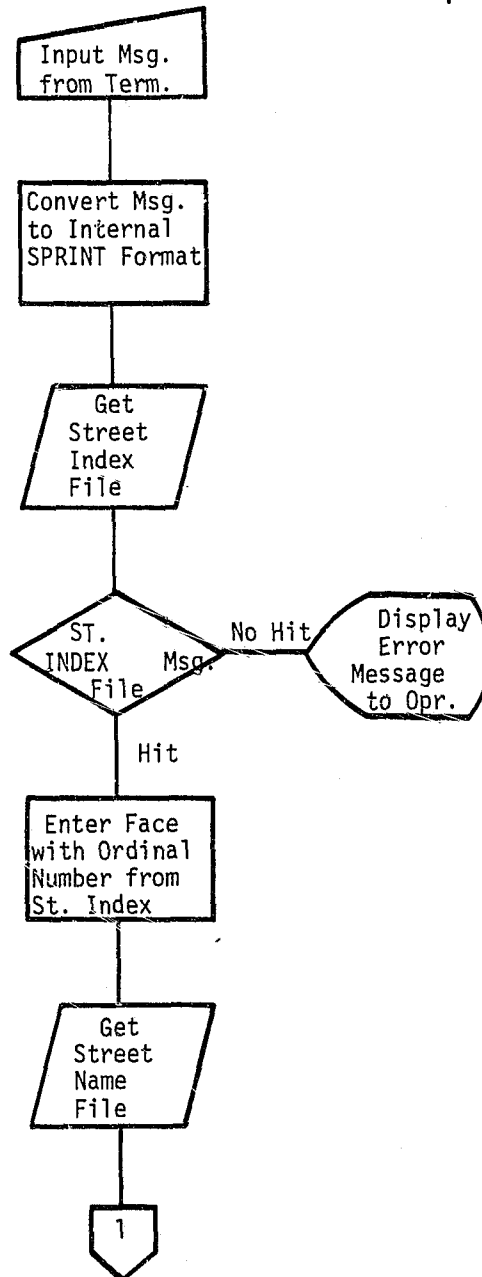 Input Msg.
from Term.
Convert Msg.
to Internal
SPRINT Format
Get
Street
Index
File
ST.
INDEX Msg.
File
No Hit
Display
Error
Message
to Opr.
Hit
Enter Face
with Ordinal
Number from
St. Index
Get
Street
Name
File
1